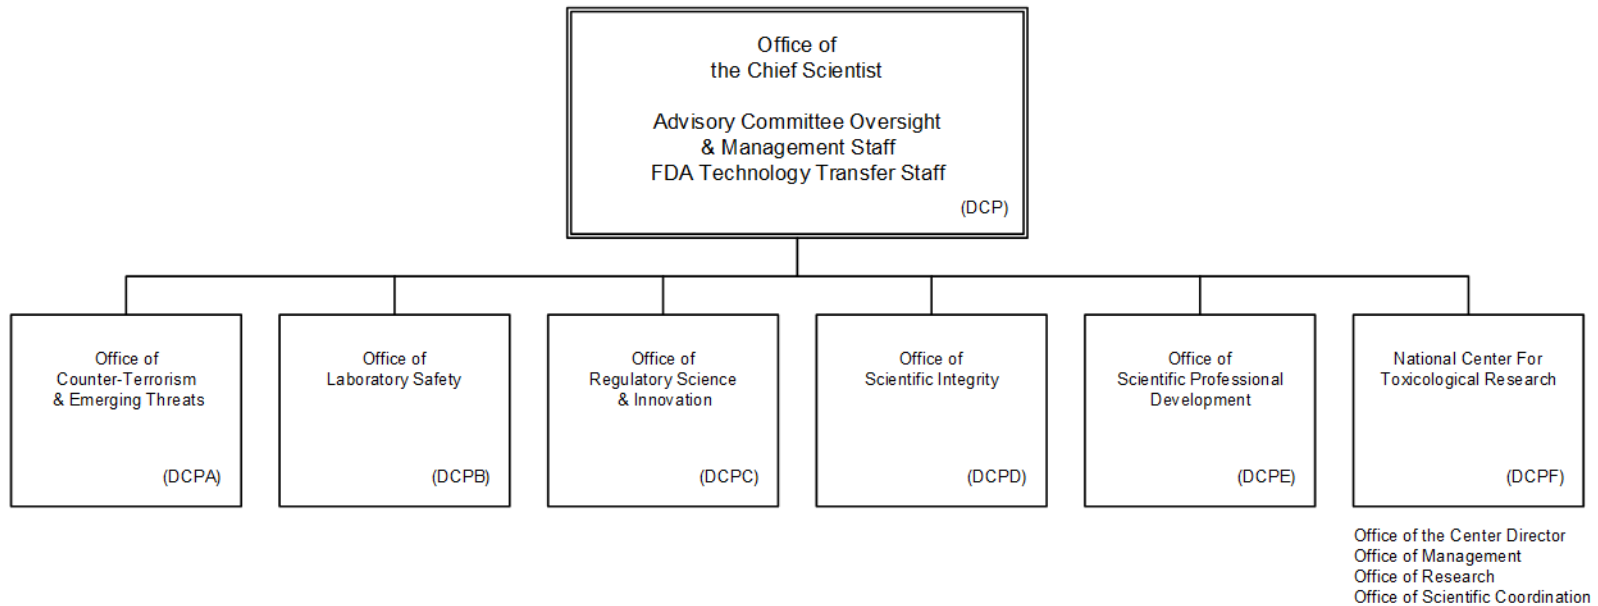 Office of
the Chief Scientist
Advisory Committee Oversight
& Management Staff
FDA Technology Transfer Staff
(DCP)
Office of
Counter-Terrorism
& Emerging Threats
(DCPA)
Office of
Laboratory Safety
(DCPB)
Office of
Regulatory Science
& Innovation
(DCPC)
Office of
Scientific Integrity
(DCPD)
Office of
Scientific Professional
Development
(DCPE)
National Center For
Toxicological Research
(DCPF)
Office of the Center Director
Office of Management
Office of Research
Office of Scientific Coordination